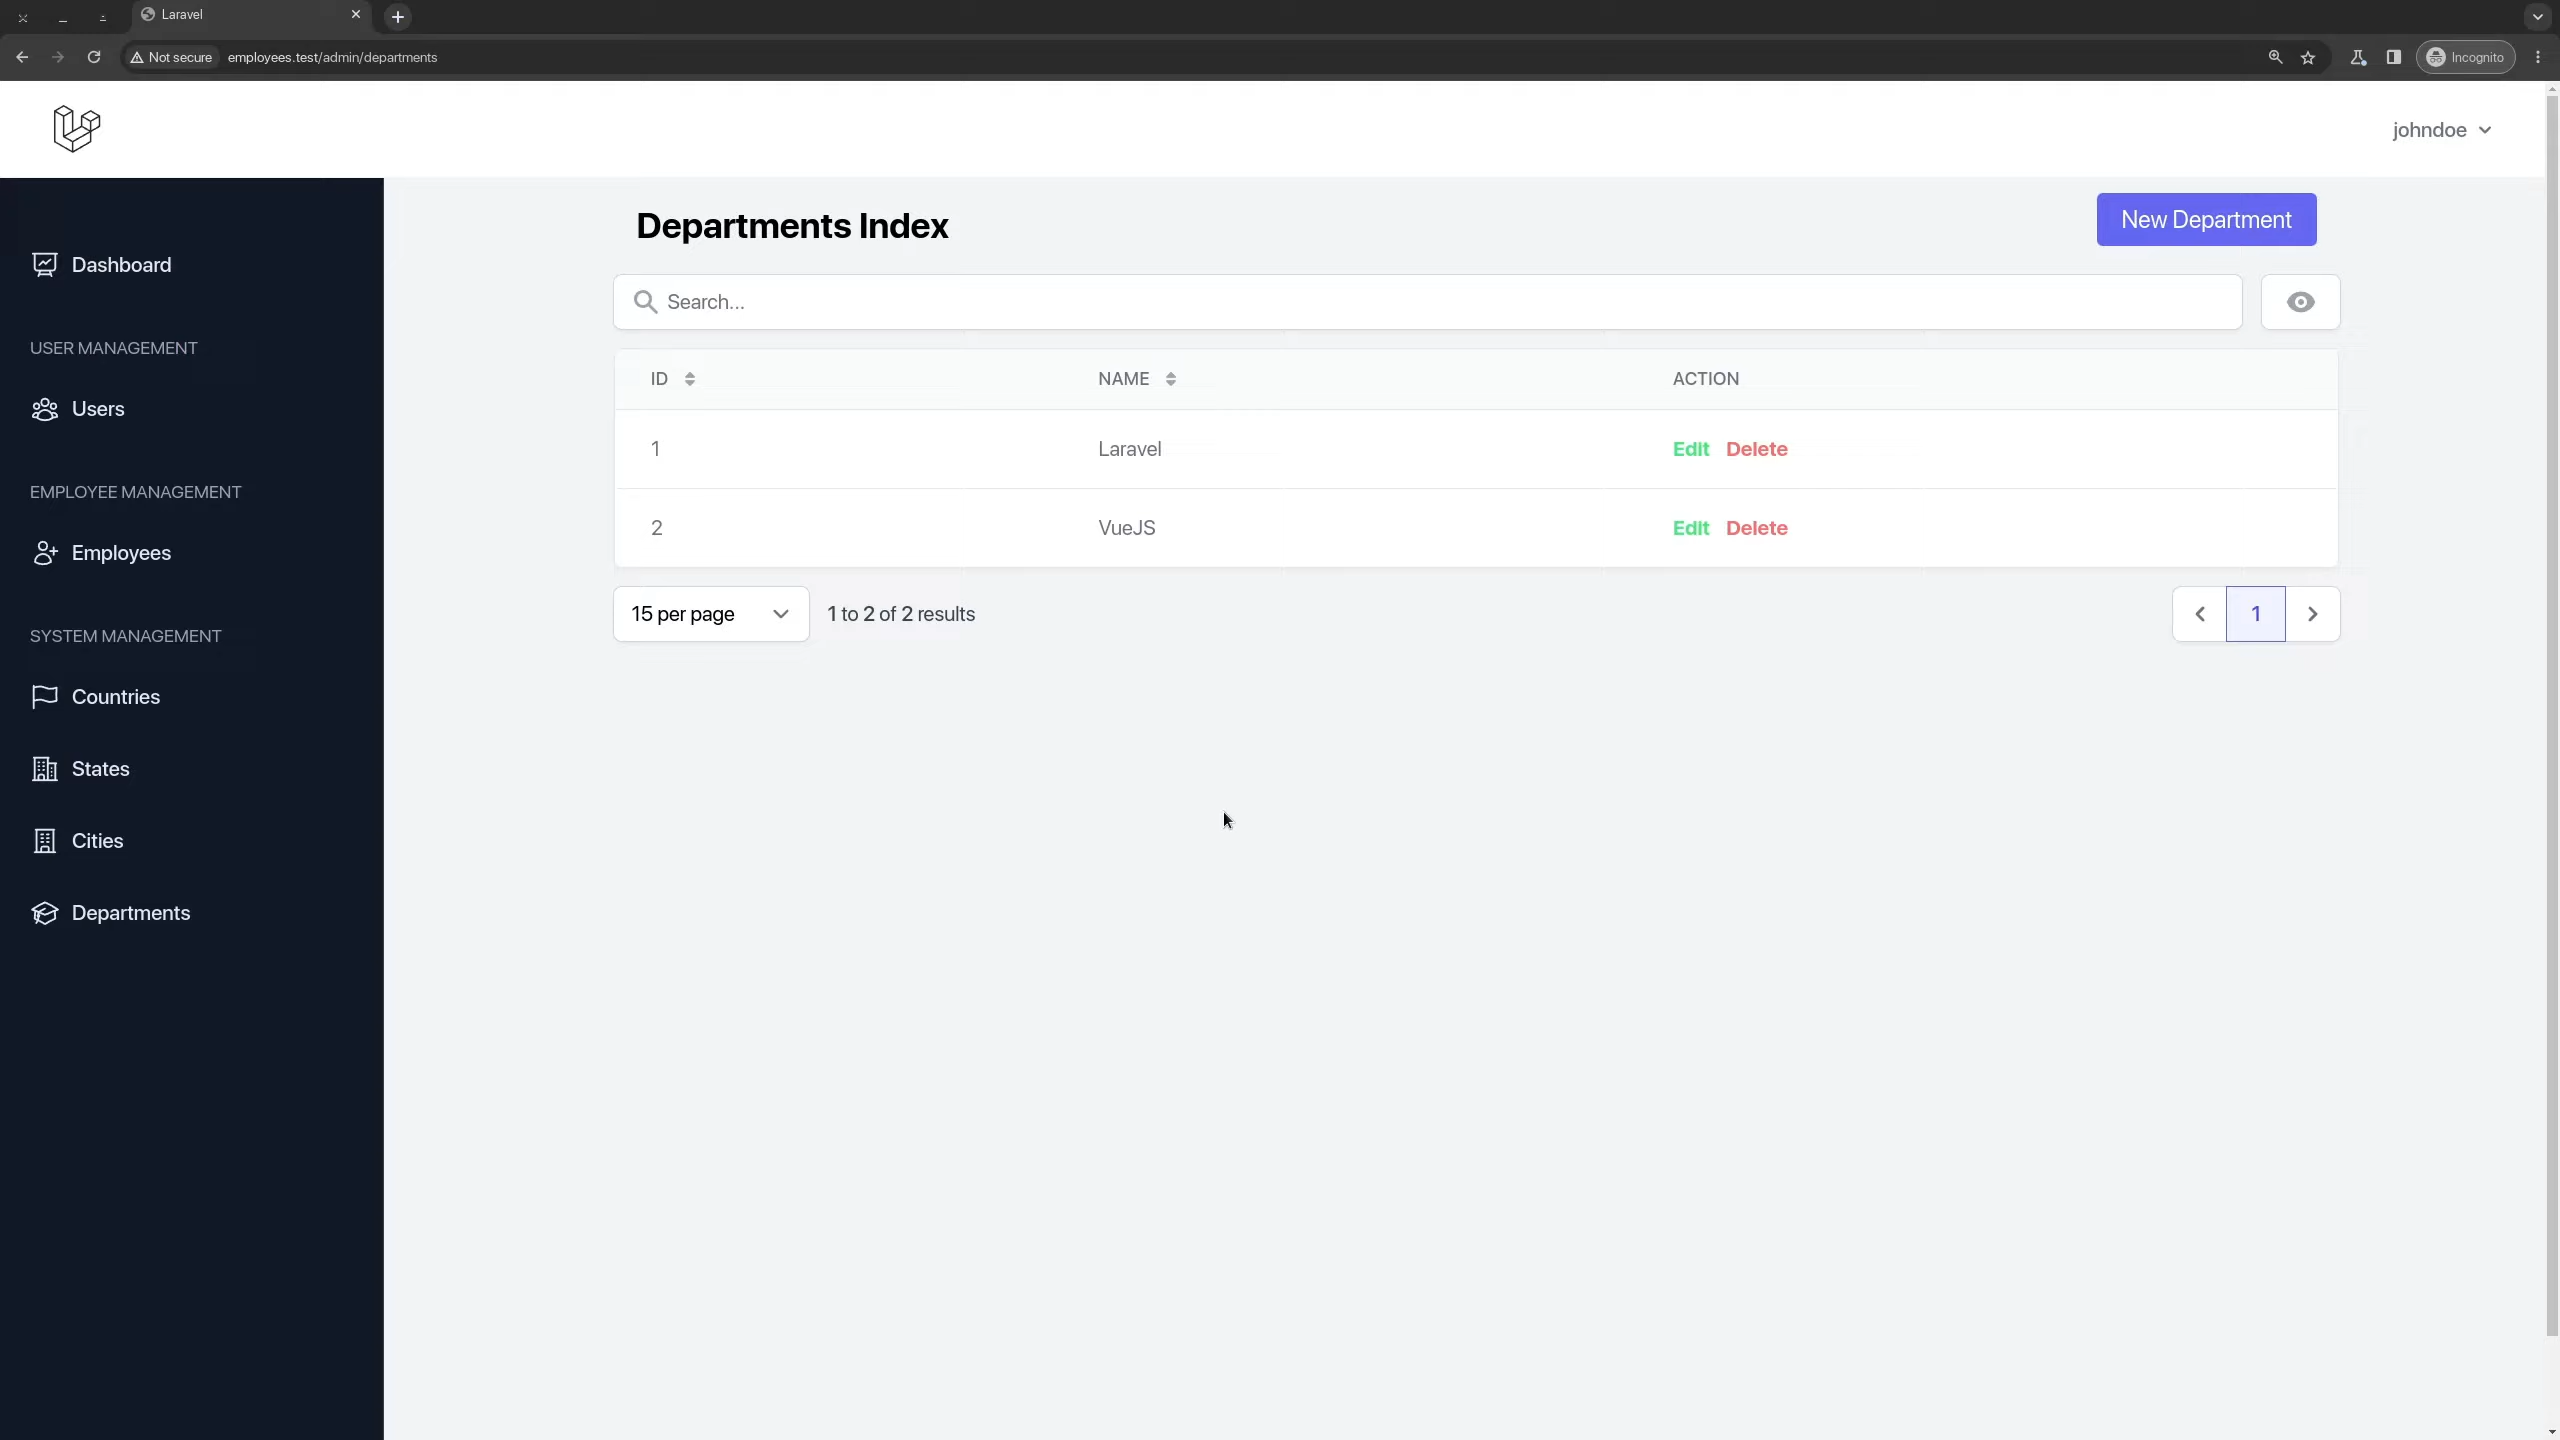 Laravel
Not secure employees.test/admin/departments
Incognito
johndoe
Departments Index
New Department
Dashboard
Search...
USER MANAGEMENT
ID NAME ACTION
Users
1 Laravel Edit Delete
EMPLOYEE MANAGEMENT
2 VueJS Edit Delete
Employees
15 per page 1 to 2 of 2 results 1
SYSTEM MANAGEMENT
Countries
States
Cities
Departments